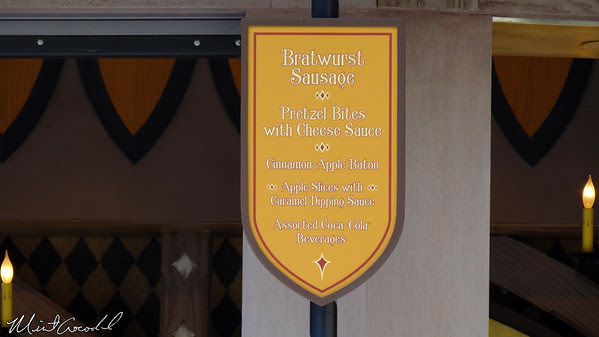 Bratwurst
Sausage
Pretzel Bites
with Cheese Sauce
Cinnamon-Apple Baton
Apple Slices with
Caramel Dipping Sauce
Assorted Coca-Cola
Beverages